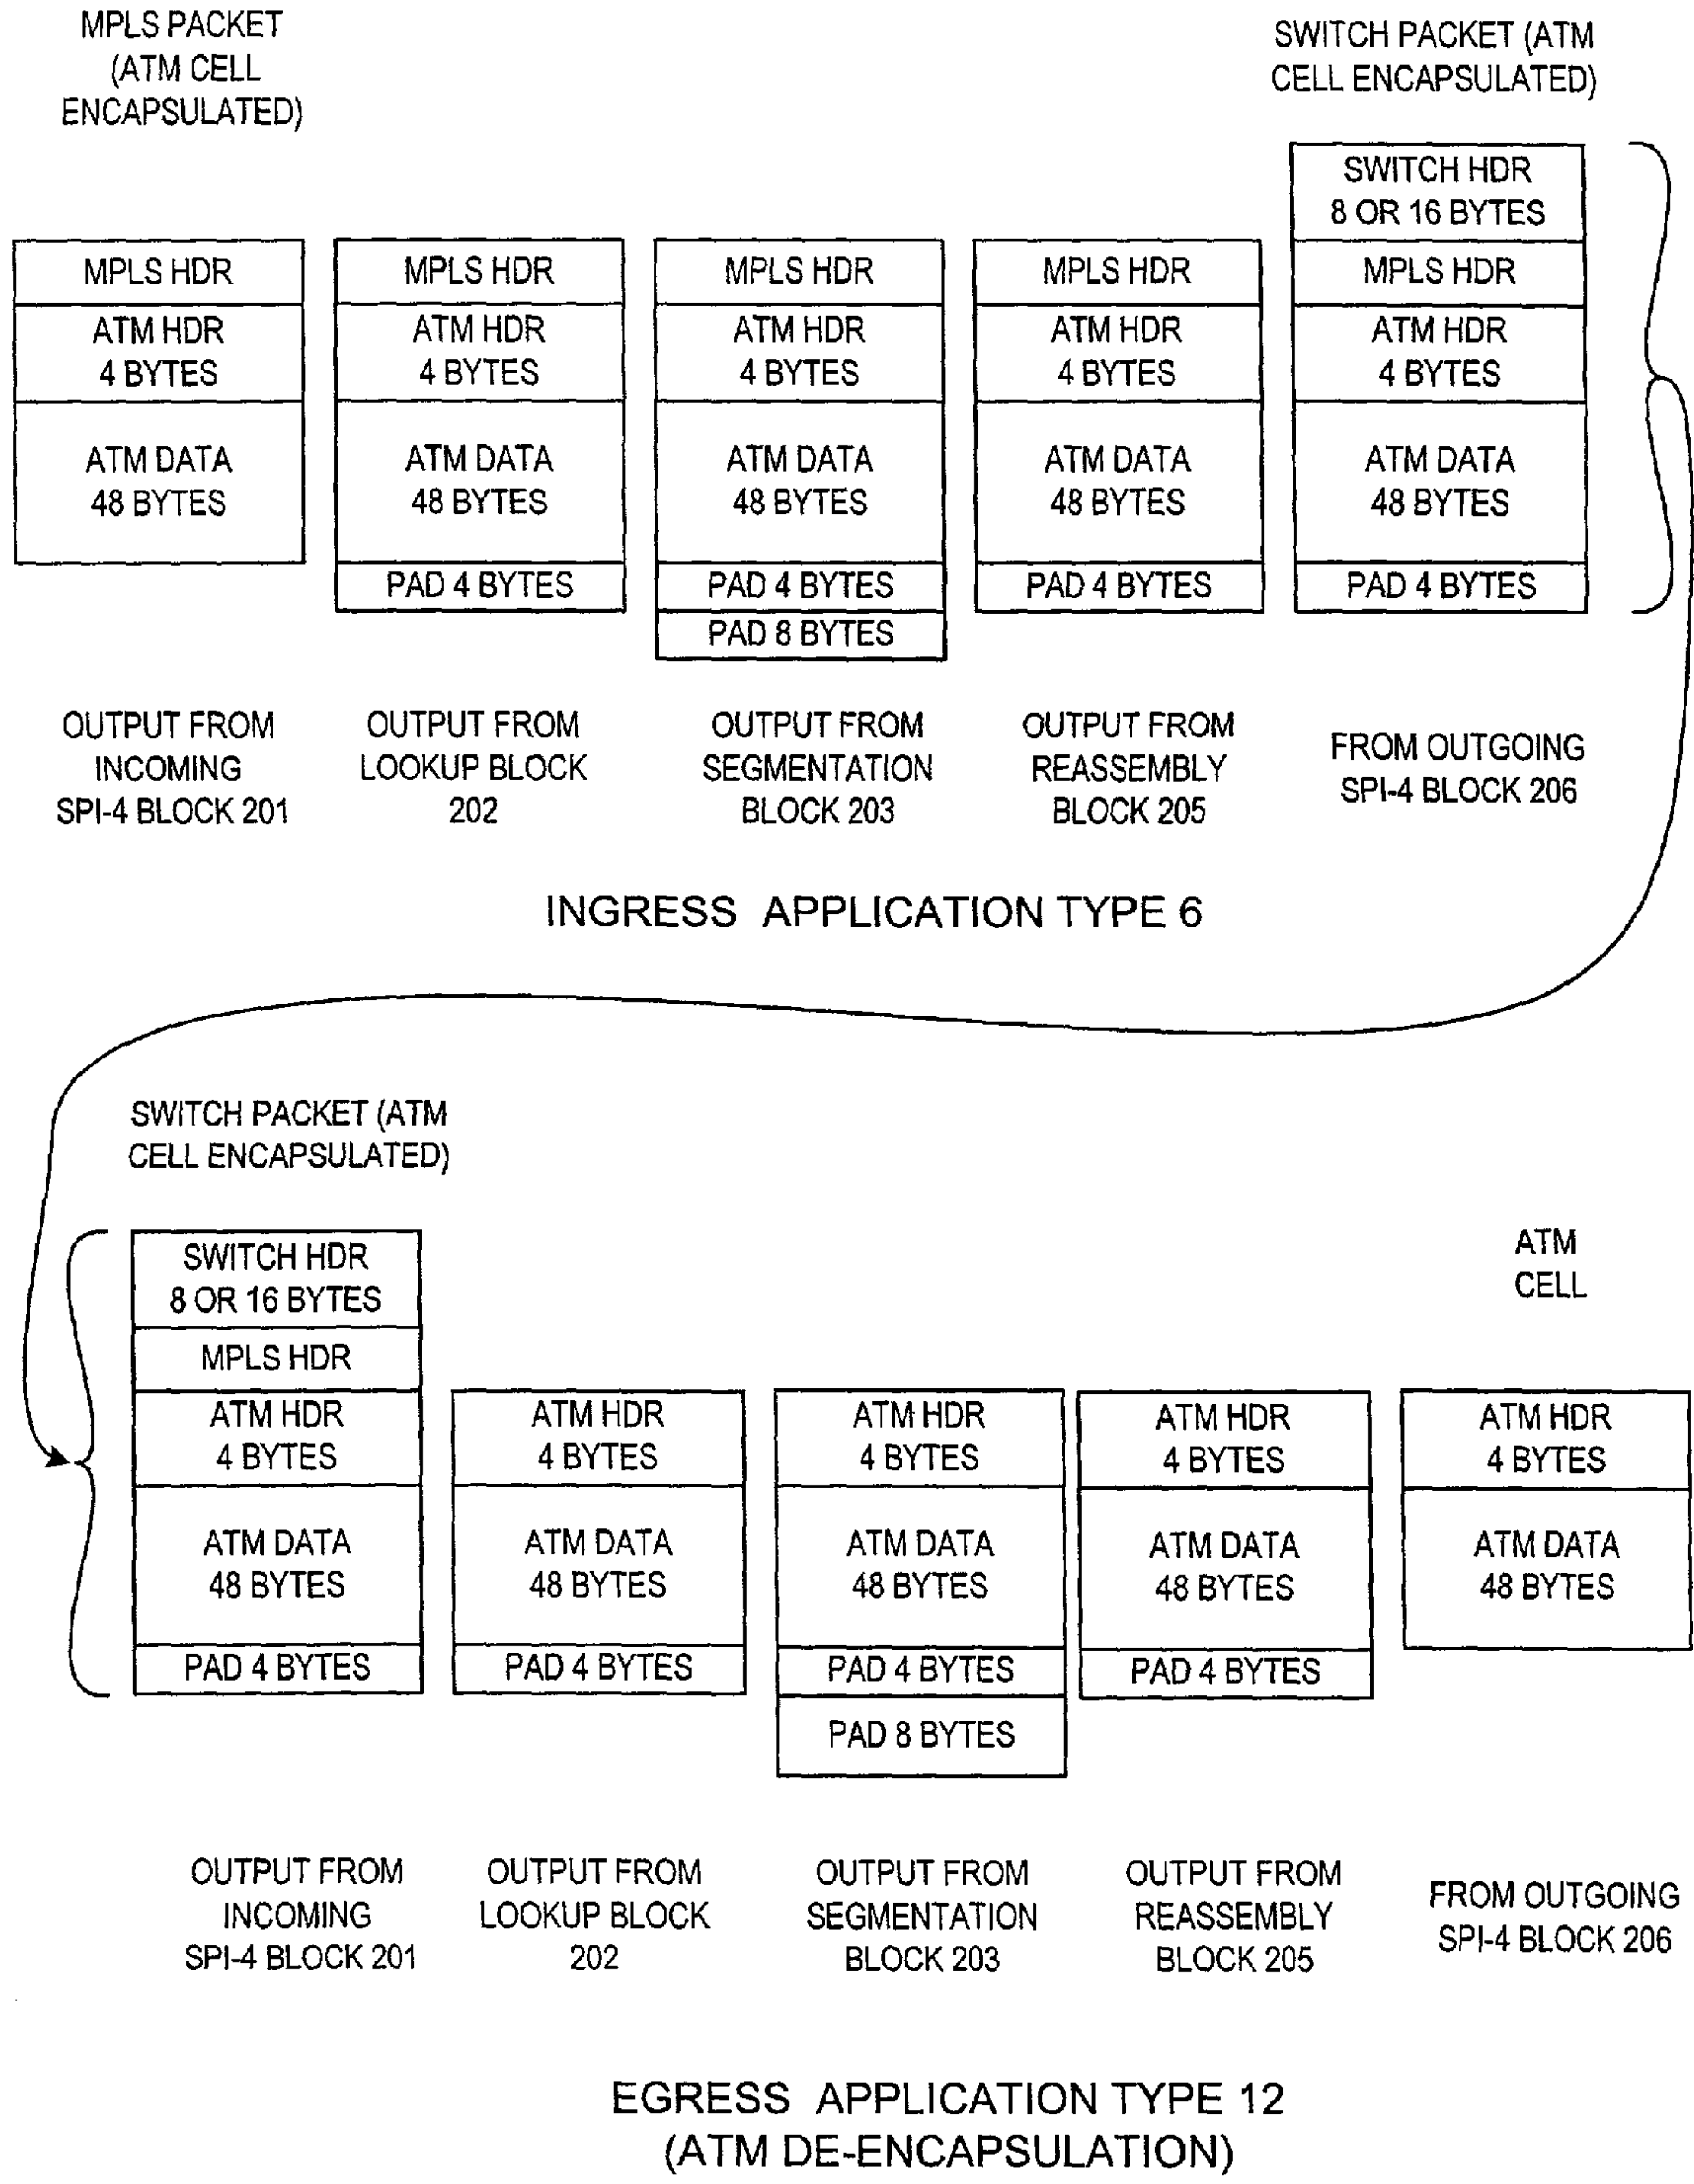 MPLS PACKET
(ATM CELL
ENCAPSULATED)
SWITCH PACKET (ATM
CELL ENCAPSULATED)
MPLS HDR
ATM HDR
4 BYTES
ATM DATA
48 BYTES
MPLS HDR
ATM HDR
4 BYTES
ATM DATA
48 BYTES
PAD 4 BYTES
MPLS HDR
ATM HDR
4 BYTES
ATM DATA
48 BYTES
PAD 4 BYTES
PAD 8 BYTES
MPLS HDR
ATM HDR
4 BYTES
ATM DATA
48 BYTES
PAD 4 BYTES
SWITCH HDR
8 OR 16 BYTES
MPLS HDR
ATM HDR
4 BYTES
ATM DATA
48 BYTES
PAD 4 BYTES
OUTPUT FROM
INCOMING
SPI-4 BLOCK 201
OUTPUT FROM
LOOKUP BLOCK
202
OUTPUT FROM
SEGMENTATION
BLOCK 203
OUTPUT FROM
REASSEMBLY
BLOCK 205
FROM OUTGOING
SPI-4 BLOCK 206
INGRESS APPLICATION TYPE 6
SWITCH PACKET (ATM
CELL ENCAPSULATED)
ATM
CELL
SWITCH HDR
8 OR 16 BYTES
MPLS HDR
ATM HDR
4 BYTES
ATM DATA
48 BYTES
PAD 4 BYTES
ATM HDR
4 BYTES
ATM DATA
48 BYTES
PAD 4 BYTES
ATM HDR
4 BYTES
ATM DATA
48 BYTES
PAD 4 BYTES
PAD 8 BYTES
ATM HDR
4 BYTES
ATM DATA
48 BYTES
PAD 4 BYTES
ATM HDR
4 BYTES
ATM DATA
48 BYTES
OUTPUT FROM
INCOMING
SPI-4 BLOCK 201
OUTPUT FROM
LOOKUP BLOCK
202
OUTPUT FROM
SEGMENTATION
BLOCK 203
OUTPUT FROM
REASSEMBLY
BLOCK 205
FROM OUTGOING
SPI-4 BLOCK 206
EGRESS APPLICATION TYPE 12
(ATM DE-ENCAPSULATION)